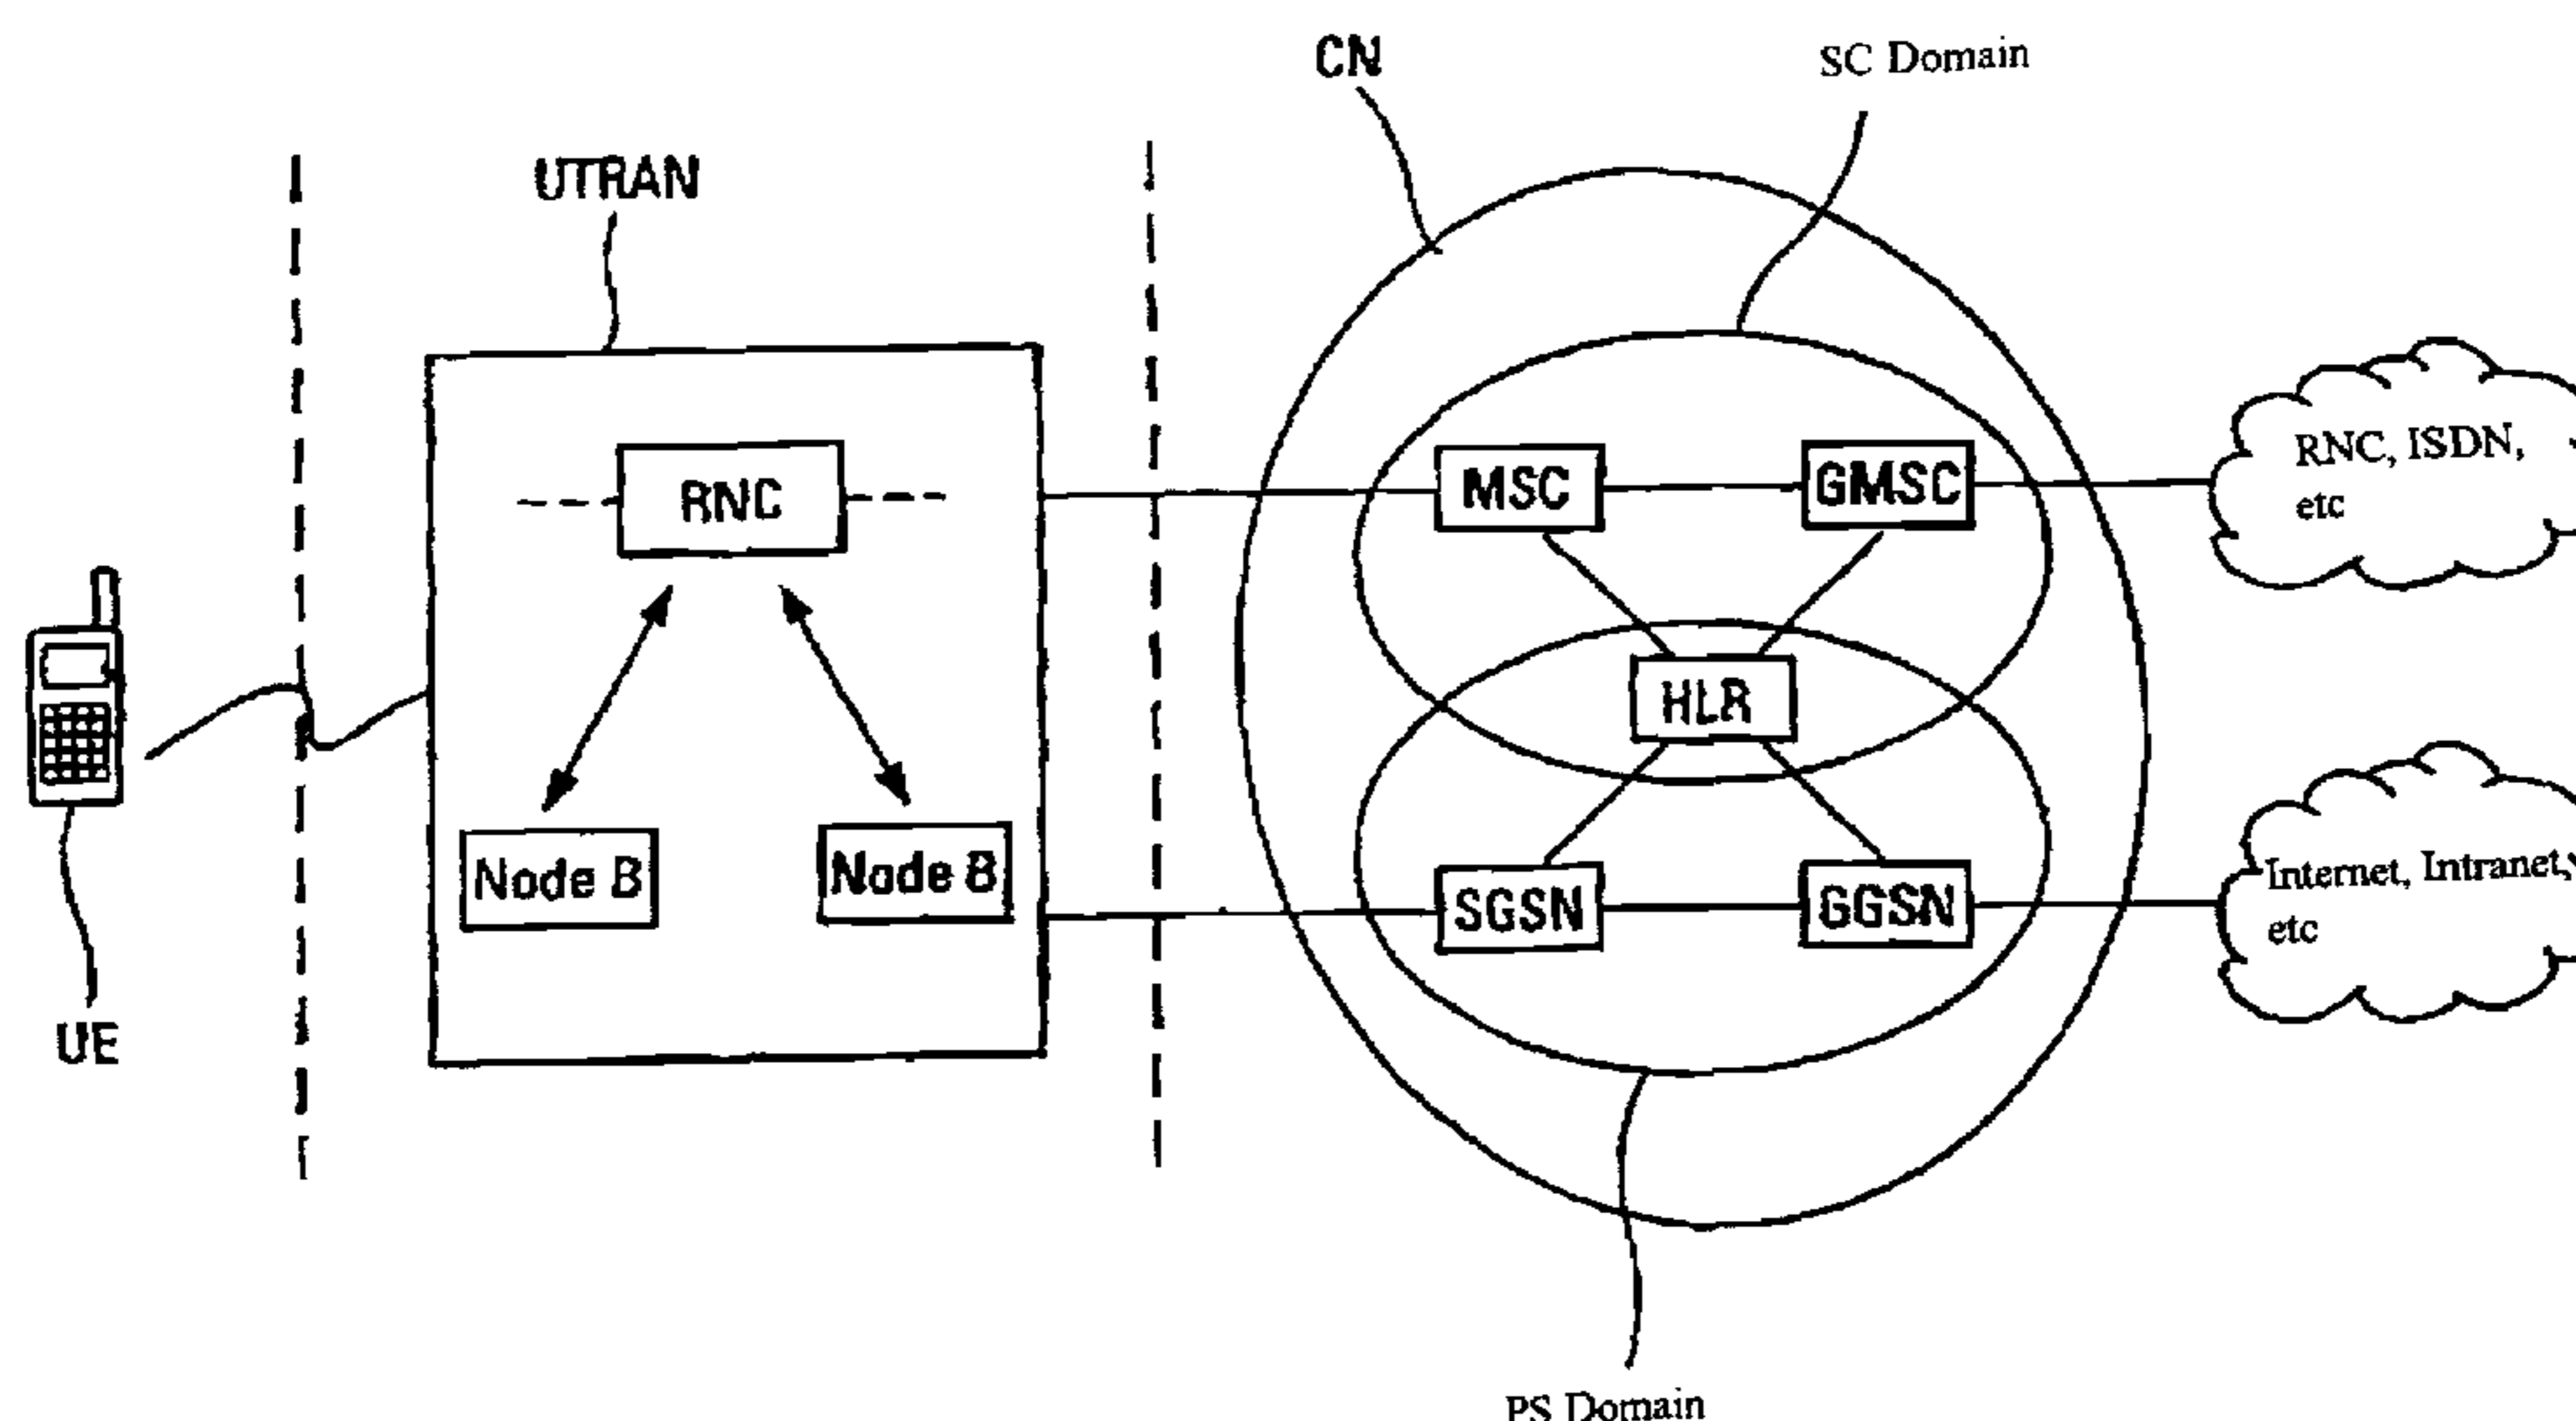 CN
SC Domain
UTRAN
RNC
MSC
GMSC
RNC, ISDN,
etc
HLR
Node B
Node B
SGSN
GGSN
Internet, Intranet,
etc
UE
PS Domain